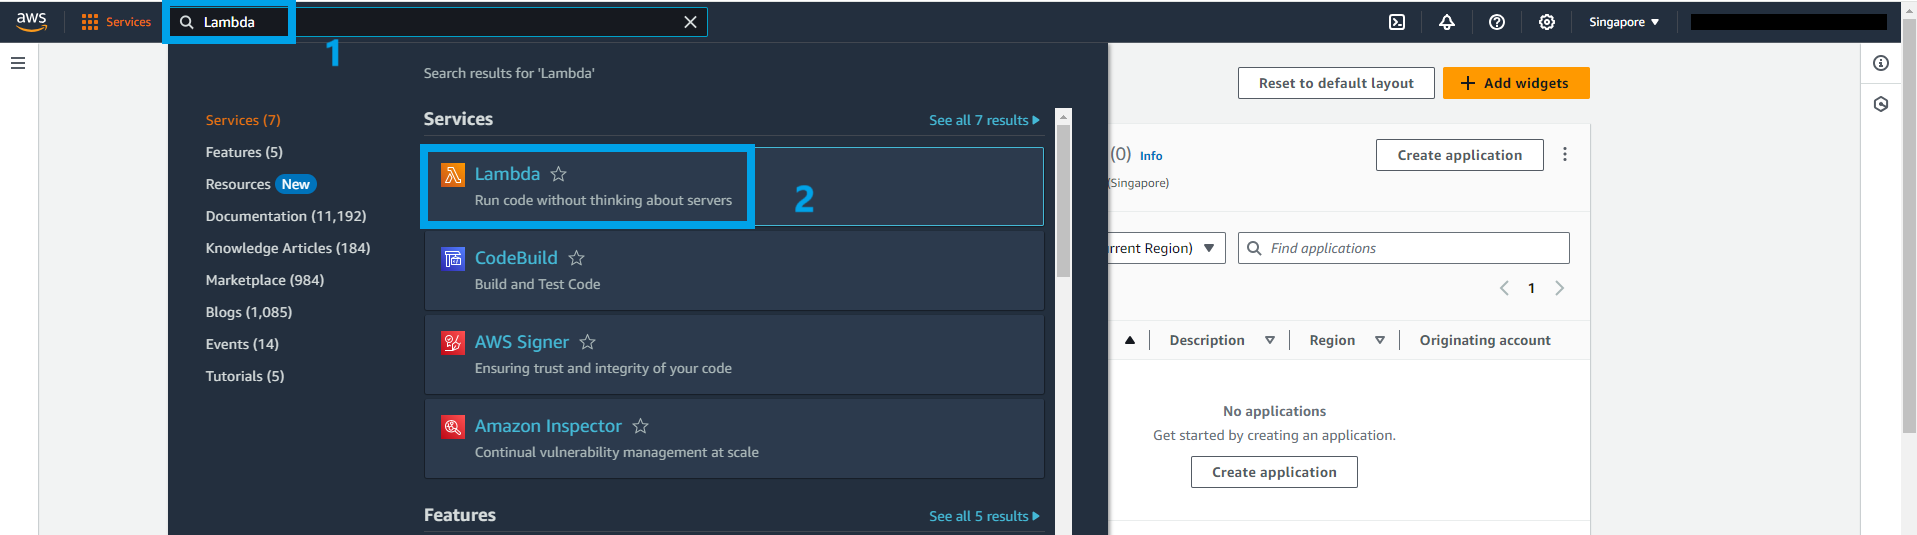 aws Services Lambda Singapore
1
Search results for 'Lambda'
Reset to default layout
Add widgets
Services (7)
Features (5)
Resources New
Documentation (11,192)
Knowledge Articles (184)
Marketplace (984)
Blogs (1,085)
Events (14)
Tutorials (5)
Services
See all 7 results
Lambda
Run code without thinking about servers
2
CodeBuild
Build and Test Code
AWS Signer
Ensuring trust and integrity of your code
Amazon Inspector
Continual vulnerability management at scale
Features
See all 5 results
(0) Info
Create application
(Singapore)
rrent Region)
Find applications
1
Description
Region
Originating account
No applications
Get started by creating an application.
Create application